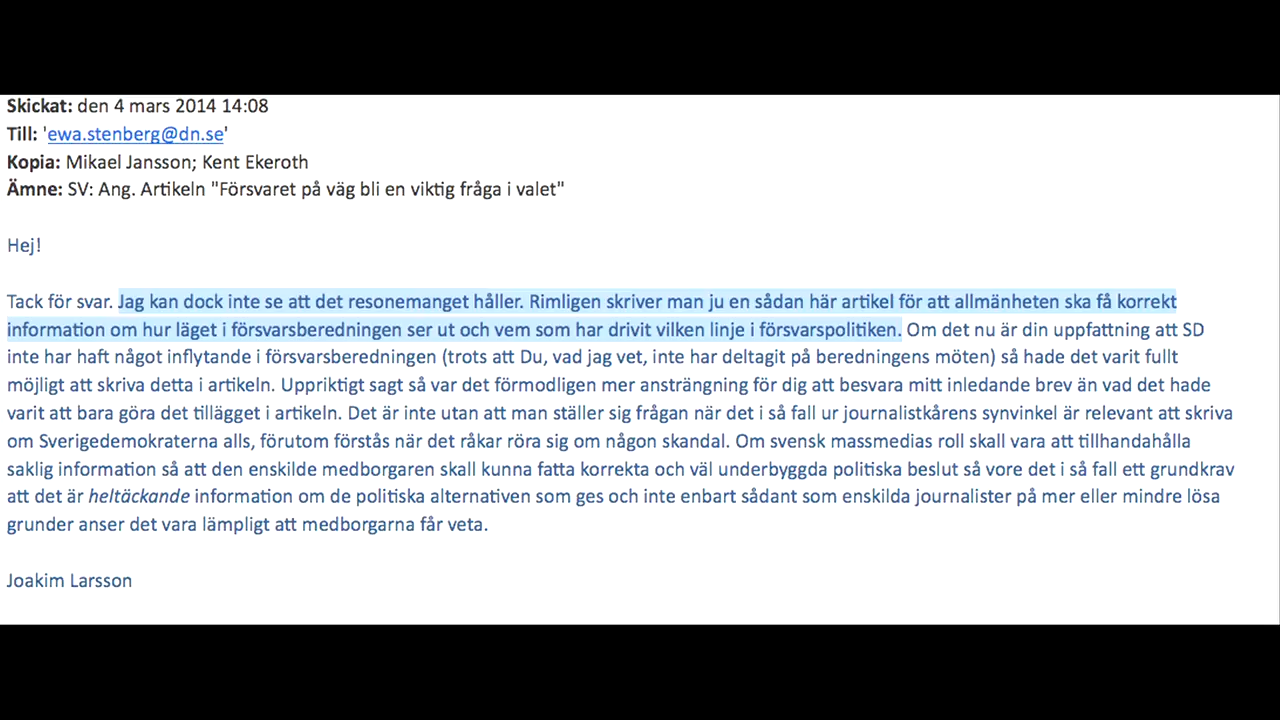 Skickat: den 4 mars 2014 14:08
Till: 'ewa.stenberg@dn.se'
Kopia: Mikael Jansson; Kent Ekeroth
Ämne: SV: Ang. Artikeln "Försvaret på väg bli en viktig fråga i valet"
Hej!
Tack för svar. Jag kan dock inte se att det resonemanget håller. Rimligen skriver man ju en sådan här artikel för att allmänheten ska få korrekt
information om hur läget i försvarsberedningen ser ut och vem som har drivit vilken linje i försvarspolitiken. Om det nu är din uppfattning att SD
inte har haft något inflytande i försvarsberedningen (trots att Du, vad jag vet, inte har deltagit på beredningens möten) så hade det varit fullt
möjligt att skriva detta i artikeln. Uppriktigt sagt så var det förmodligen mer ansträngning för dig att besvara mitt inledande brev än vad det hade
varit att bara göra det tillägget i artikeln. Det är inte utan att man ställer sig frågan när det i så fall ur journalistkårens synvinkel är relevant att skriva
om Sverigedemokraterna alls, förutom förstås när det råkar röra sig om någon skandal. Om svensk massmedias roll skall vara att tillhandahålla
saklig information så att den enskilde medborgaren skall kunna fatta korrekta och väl underbyggda politiska beslut så vore det i så fall ett grundkrav
att det är heltäckande information om de politiska alternativen som ges och inte enbart sådant som enskilda journalister på mer eller mindre lösa
grunder anser det vara lämpligt att medborgarna får veta.
Joakim Larsson